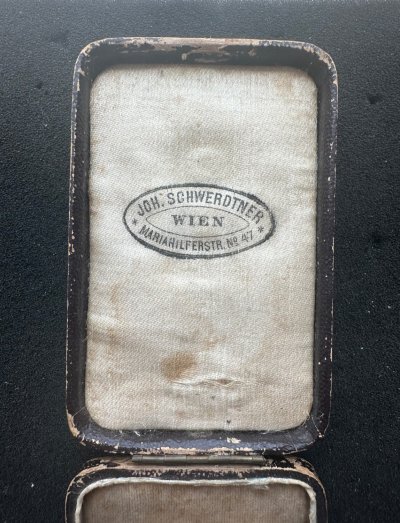 JOH. SCHWERDTNER
WIEN
* MARIAHILFERSTR. No 47 *